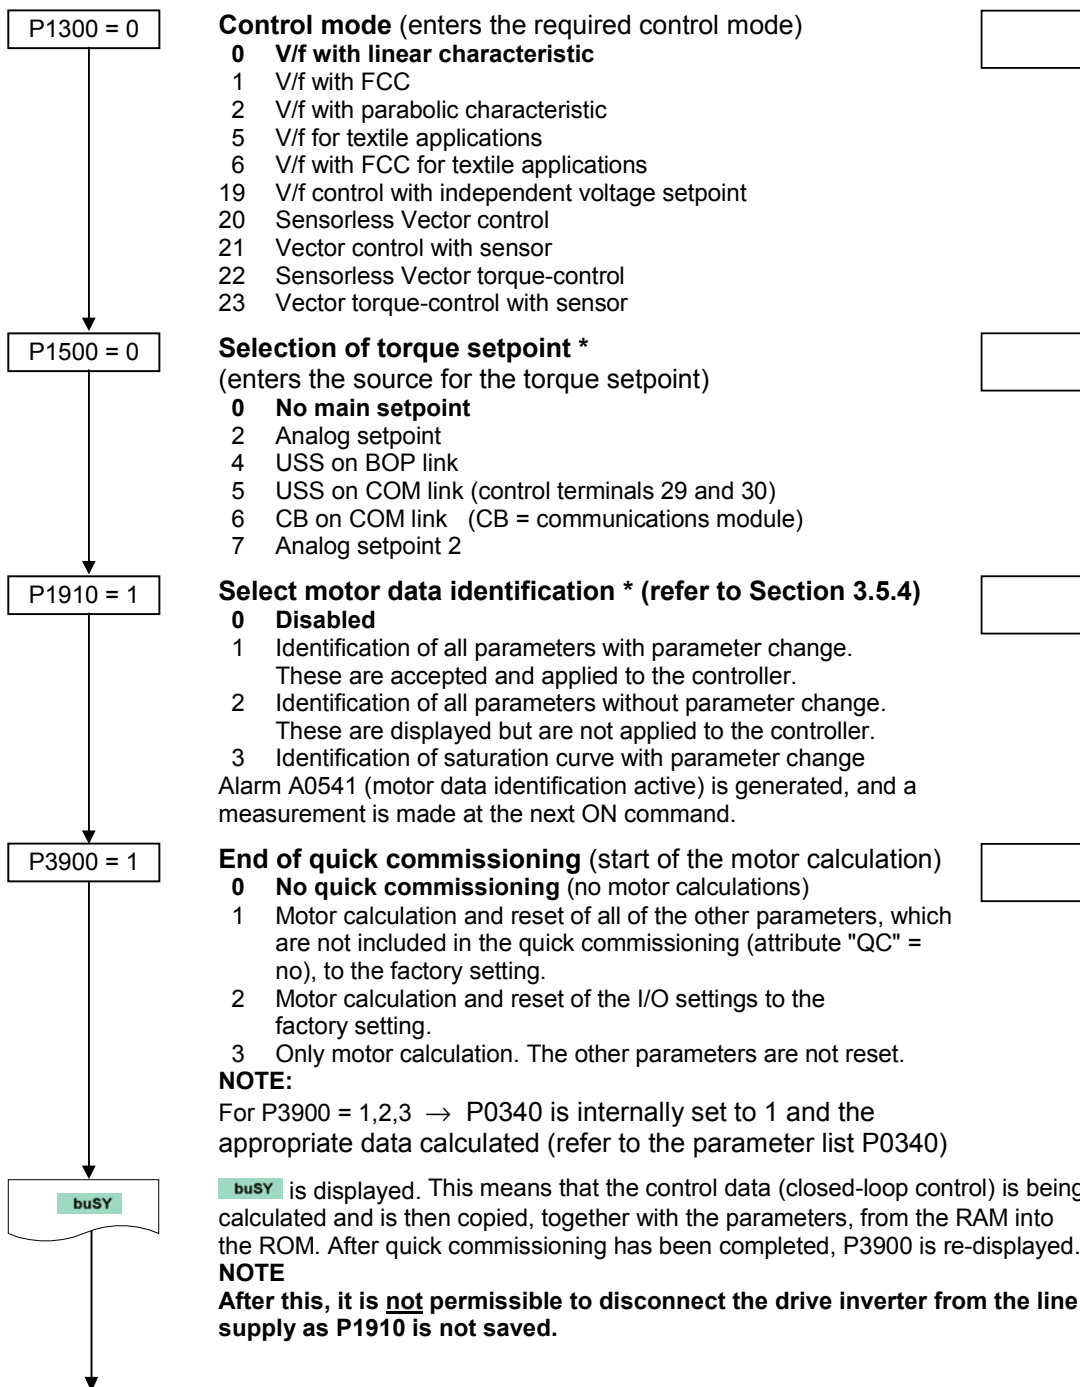 P1300 = 0
Control mode (enters the required control mode)
0 V/f with linear characteristic
1 V/f with FCC
2 V/f with parabolic characteristic
5 V/f for textile applications
6 V/f with FCC for textile applications
19 V/f control with independent voltage setpoint
20 Sensorless Vector control
21 Vector control with sensor
22 Sensorless Vector torque-control
23 Vector torque-control with sensor
P1500 = 0
Selection of torque setpoint *
(enters the source for the torque setpoint)
0 No main setpoint
2 Analog setpoint
4 USS on BOP link
5 USS on COM link (control terminals 29 and 30)
6 CB on COM link (CB = communications module)
7 Analog setpoint 2
P1910 = 1
Select motor data identification * (refer to Section 3.5.4)
0 Disabled
1 Identification of all parameters with parameter change.
These are accepted and applied to the controller.
2 Identification of all parameters without parameter change.
These are displayed but are not applied to the controller.
3 Identification of saturation curve with parameter change
Alarm A0541 (motor data identification active) is generated, and a
measurement is made at the next ON command.
P3900 = 1
End of quick commissioning (start of the motor calculation)
0 No quick commissioning (no motor calculations)
1 Motor calculation and reset of all of the other parameters, which
are not included in the quick commissioning (attribute "QC" =
no), to the factory setting.
2 Motor calculation and reset of the I/O settings to the
factory setting.
3 Only motor calculation. The other parameters are not reset.
NOTE:
For P3900 = 1,2,3 → P0340 is internally set to 1 and the
appropriate data calculated (refer to the parameter list P0340)
buSY
buSY is displayed. This means that the control data (closed-loop control) is being
calculated and is then copied, together with the parameters, from the RAM into
the ROM. After quick commissioning has been completed, P3900 is re-displayed.
NOTE
After this, it is not permissible to disconnect the drive inverter from the line
supply as P1910 is not saved.